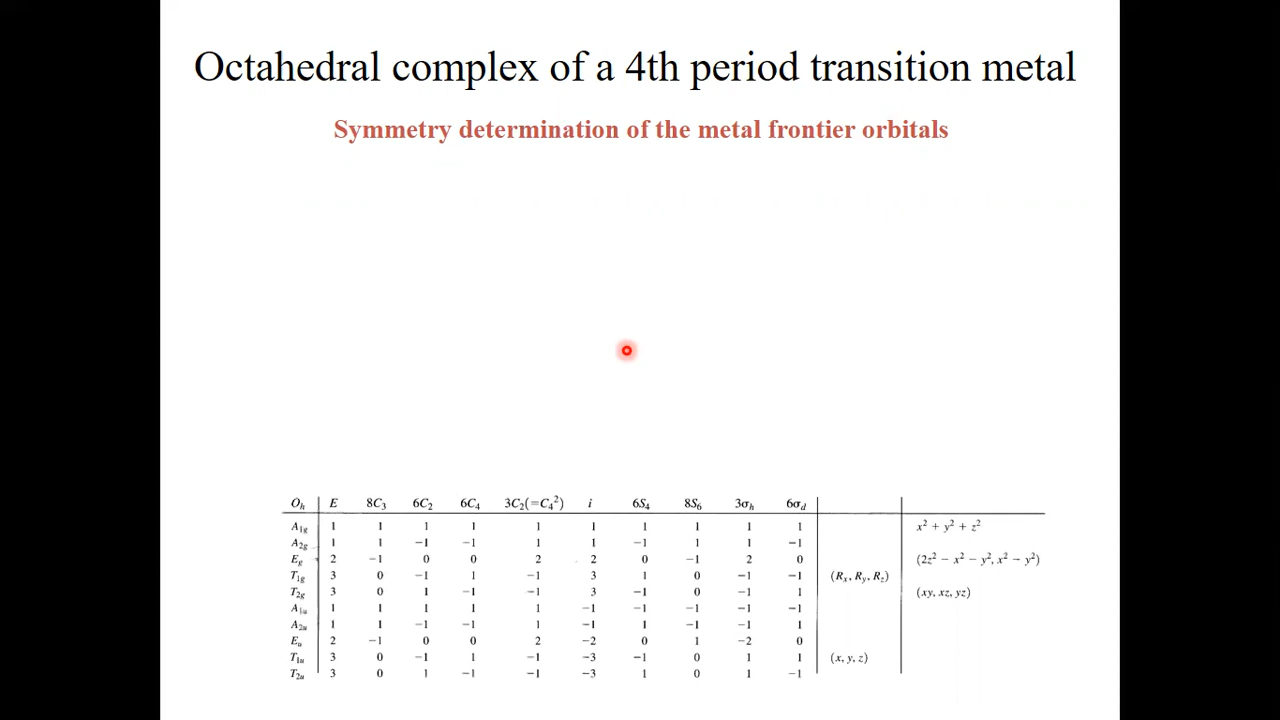 Octahedral complex of a 4th period transition metal
Symmetry determination of the metal frontier orbitals
Oₕ E 8C₃ 6C₂ 6C₄ 3C₂(=C₄²) i 6S₄ 8S₆ 3σₕ 6σ_d
A₁g 1 1 1 1 1 1 1 1 1 1 x² + y² + z²
A₂g 1 1 −1 −1 1 1 −1 1 1 −1
E_g 2 −1 0 0 2 2 0 −1 2 0 (2z² − x² − y², x² − y²)
T₁g 3 0 −1 1 −1 3 1 0 −1 −1 (Rₓ, R_y, R_z)
T₂g 3 0 1 −1 −1 3 −1 0 −1 1 (xy, xz, yz)
A₁ᵤ 1 1 1 1 1 −1 −1 −1 −1 −1
A₂ᵤ 1 1 −1 −1 1 −1 1 −1 −1 1
Eᵤ 2 −1 0 0 2 −2 0 1 −2 0
T₁ᵤ 3 0 −1 1 −1 −3 −1 0 1 1 (x, y, z)
T₂ᵤ 3 0 1 −1 −1 −3 1 0 1 −1